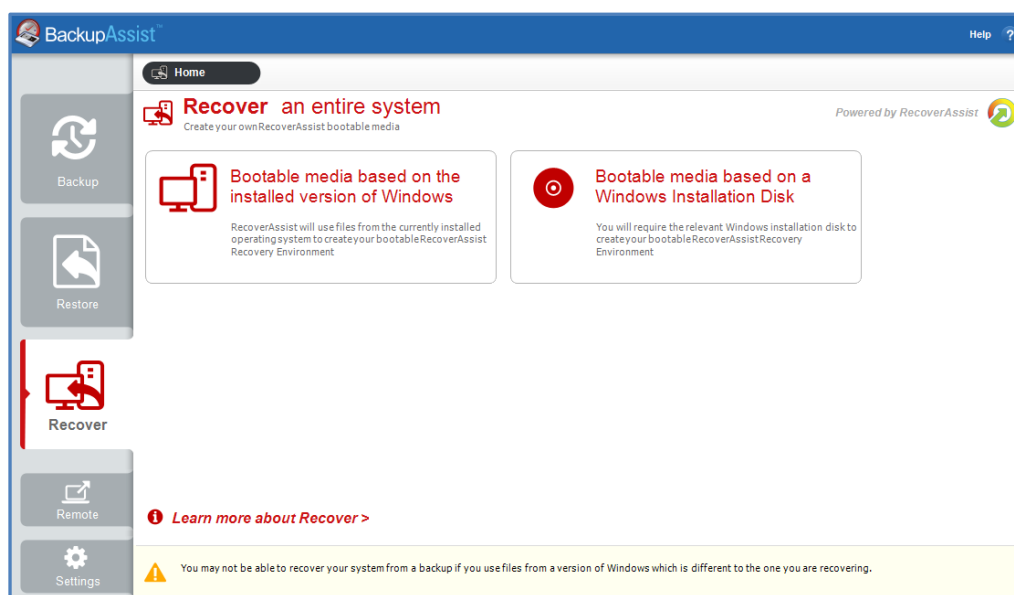 BackupAssist™
Help ?
Home
Recover an entire system
Create your own RecoverAssist bootable media
Powered by RecoverAssist
Backup
Bootable media based on the
installed version of Windows
RecoverAssist will use files from the currently installed
operating system to create your bootable RecoverAssist
Recovery Environment
Bootable media based on a
Windows Installation Disk
You will require the relevant Windows installation disk to
create your bootable RecoverAssist Recovery
Environment
Restore
Recover
Remote
Learn more about Recover >
Settings
You may not be able to recover your system from a backup if you use files from a version of Windows which is different to the one you are recovering.